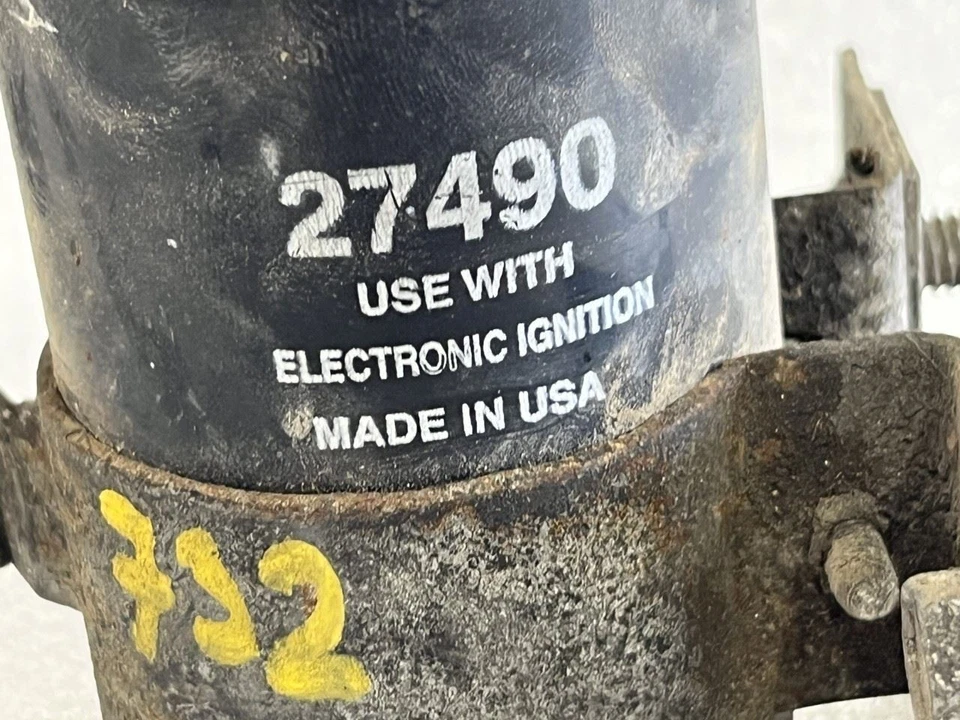 27490
USE WITH
ELECTRONIC IGNITION
MADE IN USA
732